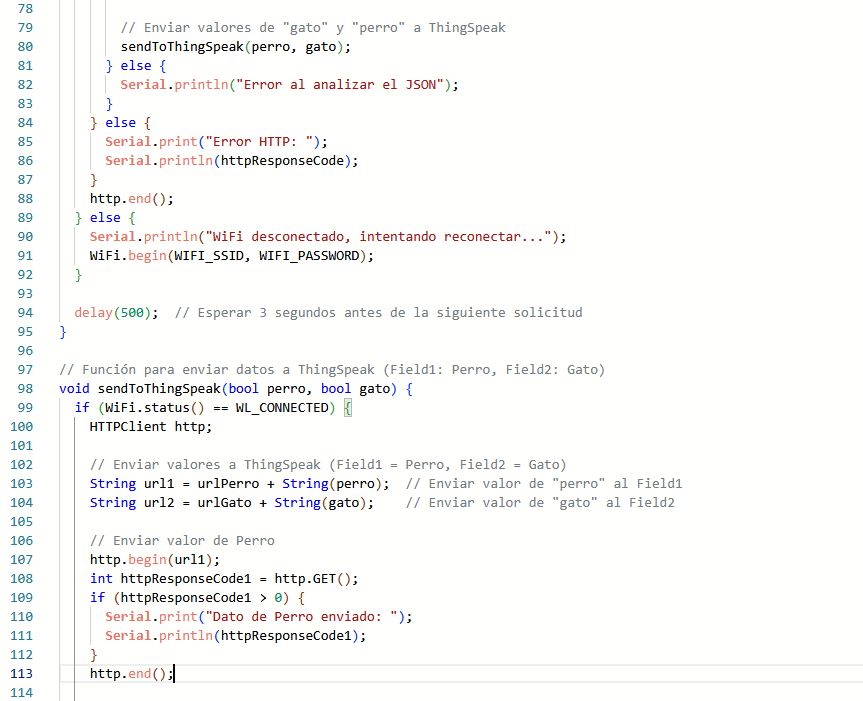 78
79 // Enviar valores de "gato" y "perro" a ThingSpeak
80 sendToThingSpeak(perro, gato);
81 } else {
82 Serial.println("Error al analizar el JSON");
83 }
84 } else {
85 Serial.print("Error HTTP: ");
86 Serial.println(httpResponseCode);
87 }
88 http.end();
89 } else {
90 Serial.println("WiFi desconectado, intentando reconectar...");
91 WiFi.begin(WIFI_SSID, WIFI_PASSWORD);
92 }
93
94 delay(500); // Esperar 3 segundos antes de la siguiente solicitud
95 }
96
97 // Función para enviar datos a ThingSpeak (Field1: Perro, Field2: Gato)
98 void sendToThingSpeak(bool perro, bool gato) {
99 if (WiFi.status() == WL_CONNECTED) {
100 HTTPClient http;
101
102 // Enviar valores a ThingSpeak (Field1 = Perro, Field2 = Gato)
103 String url1 = urlPerro + String(perro); // Enviar valor de "perro" al Field1
104 String url2 = urlGato + String(gato); // Enviar valor de "gato" al Field2
105
106 // Enviar valor de Perro
107 http.begin(url1);
108 int httpResponseCode1 = http.GET();
109 if (httpResponseCode1 > 0) {
110 Serial.print("Dato de Perro enviado: ");
111 Serial.println(httpResponseCode1);
112 }
113 http.end();
114